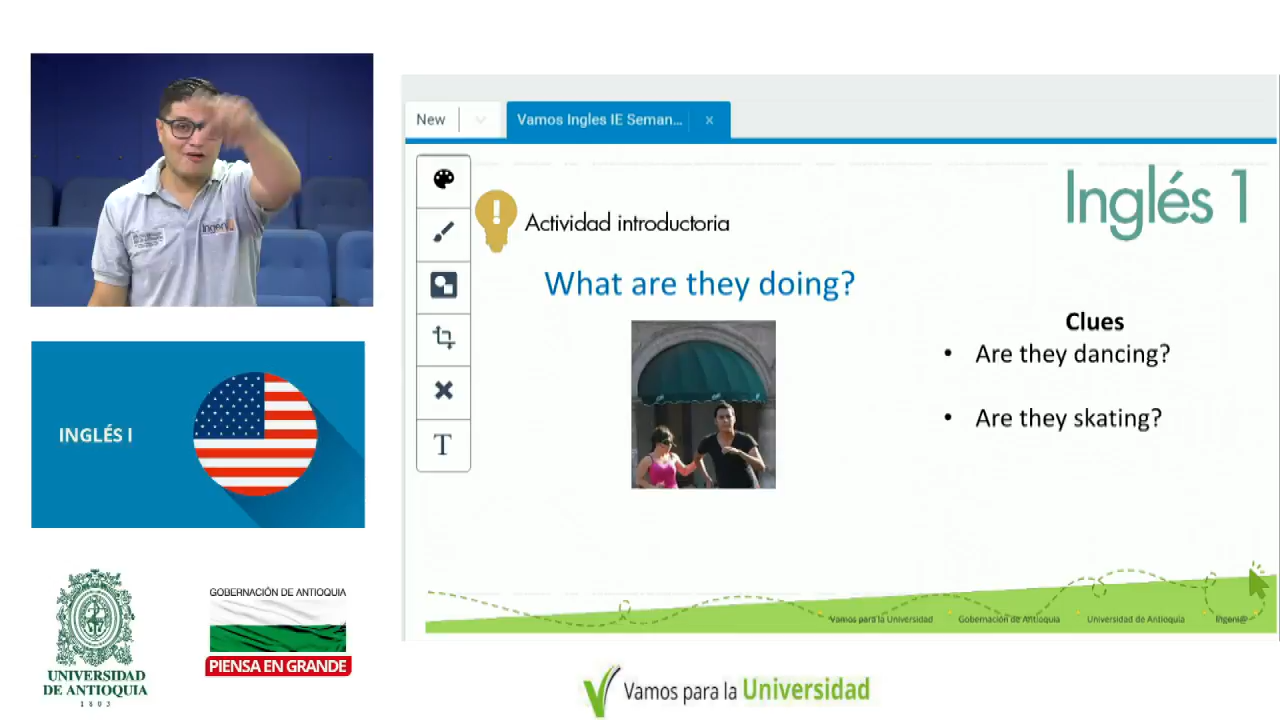 New
Vamos Ingles IE Seman...
Inglés 1
Actividad introductoria
What are they doing?
Clues
• Are they dancing?
• Are they skating?
Vamos para la Universidad
Gobernación de Antioquia
Universidad de Antioquia
Ingeni@
INGLÉS I
UNIVERSIDAD
DE ANTIOQUIA
1803
GOBERNACIÓN DE ANTIOQUIA
PIENSA EN GRANDE
Vamos para la Universidad